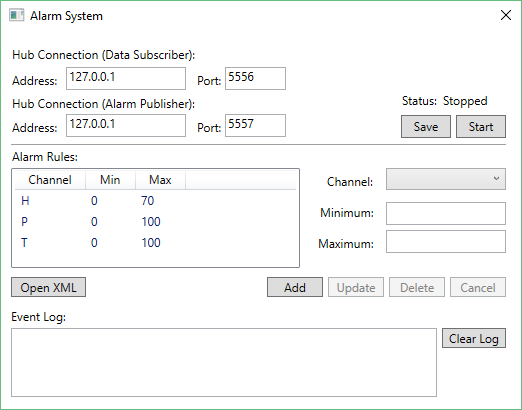 Alarm System
Hub Connection (Data Subscriber):
Address: 127.0.0.1 Port: 5556
Hub Connection (Alarm Publisher):
Address: 127.0.0.1 Port: 5557
Status: Stopped
Save Start
Alarm Rules:
Channel Min Max
H 0 70
P 0 100
T 0 100
Channel:
Minimum:
Maximum:
Open XML Add Update Delete Cancel
Event Log:
Clear Log